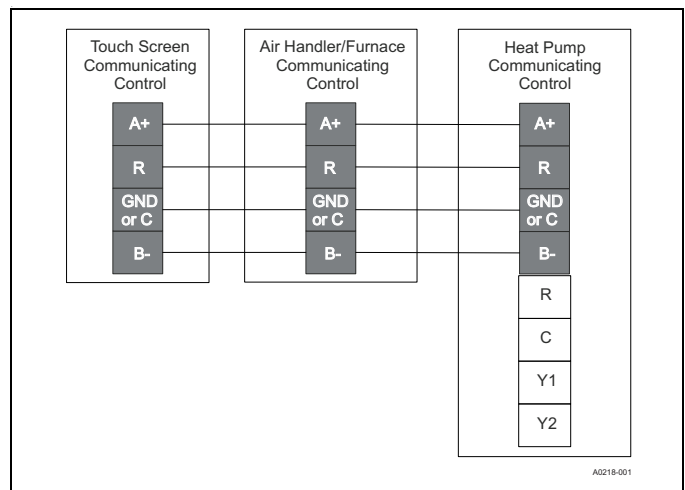 Touch Screen
Communicating
Control
A+
R
GND
or C
B-
Air Handler/Furnace
Communicating
Control
A+
R
GND
or C
B-
Heat Pump
Communicating
Control
A+
R
GND
or C
B-
R
C
Y1
Y2
A0218-001